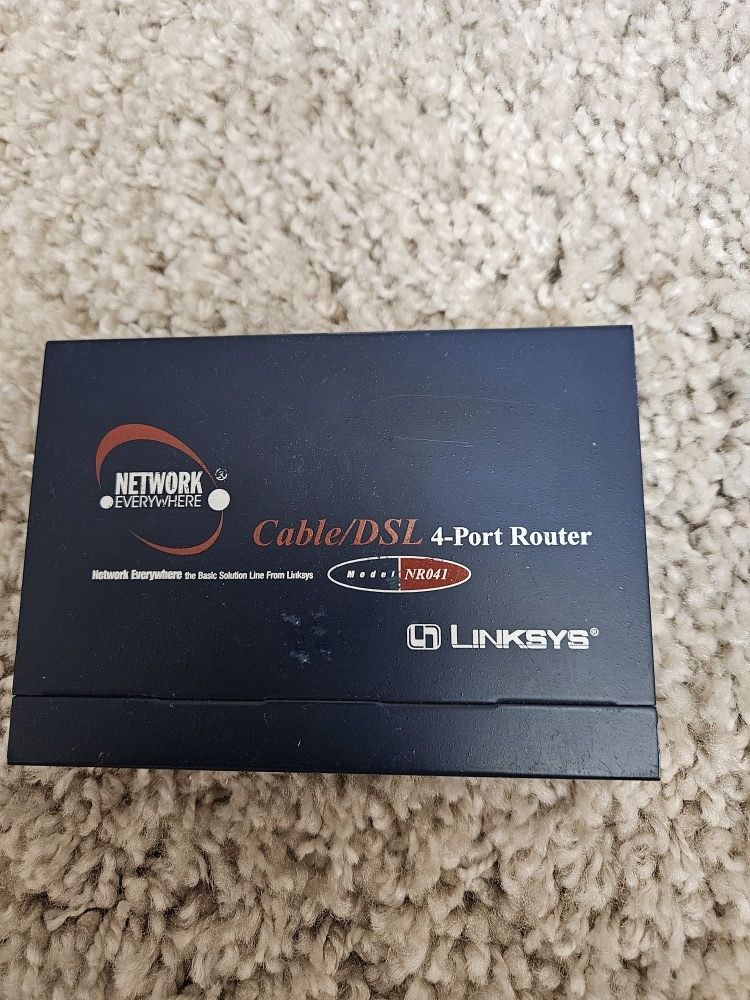 NETWORK®
EVERYWHERE
Cable/DSL 4-Port Router
Network Everywhere the Basic Solution Line From Linksys
Model NR041
LINKSYS®